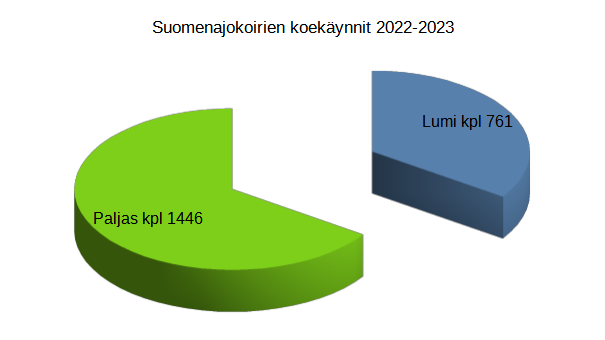 Suomenajokoirien koekäynnit 2022-2023
Lumi kpl 761
Paljas kpl 1446